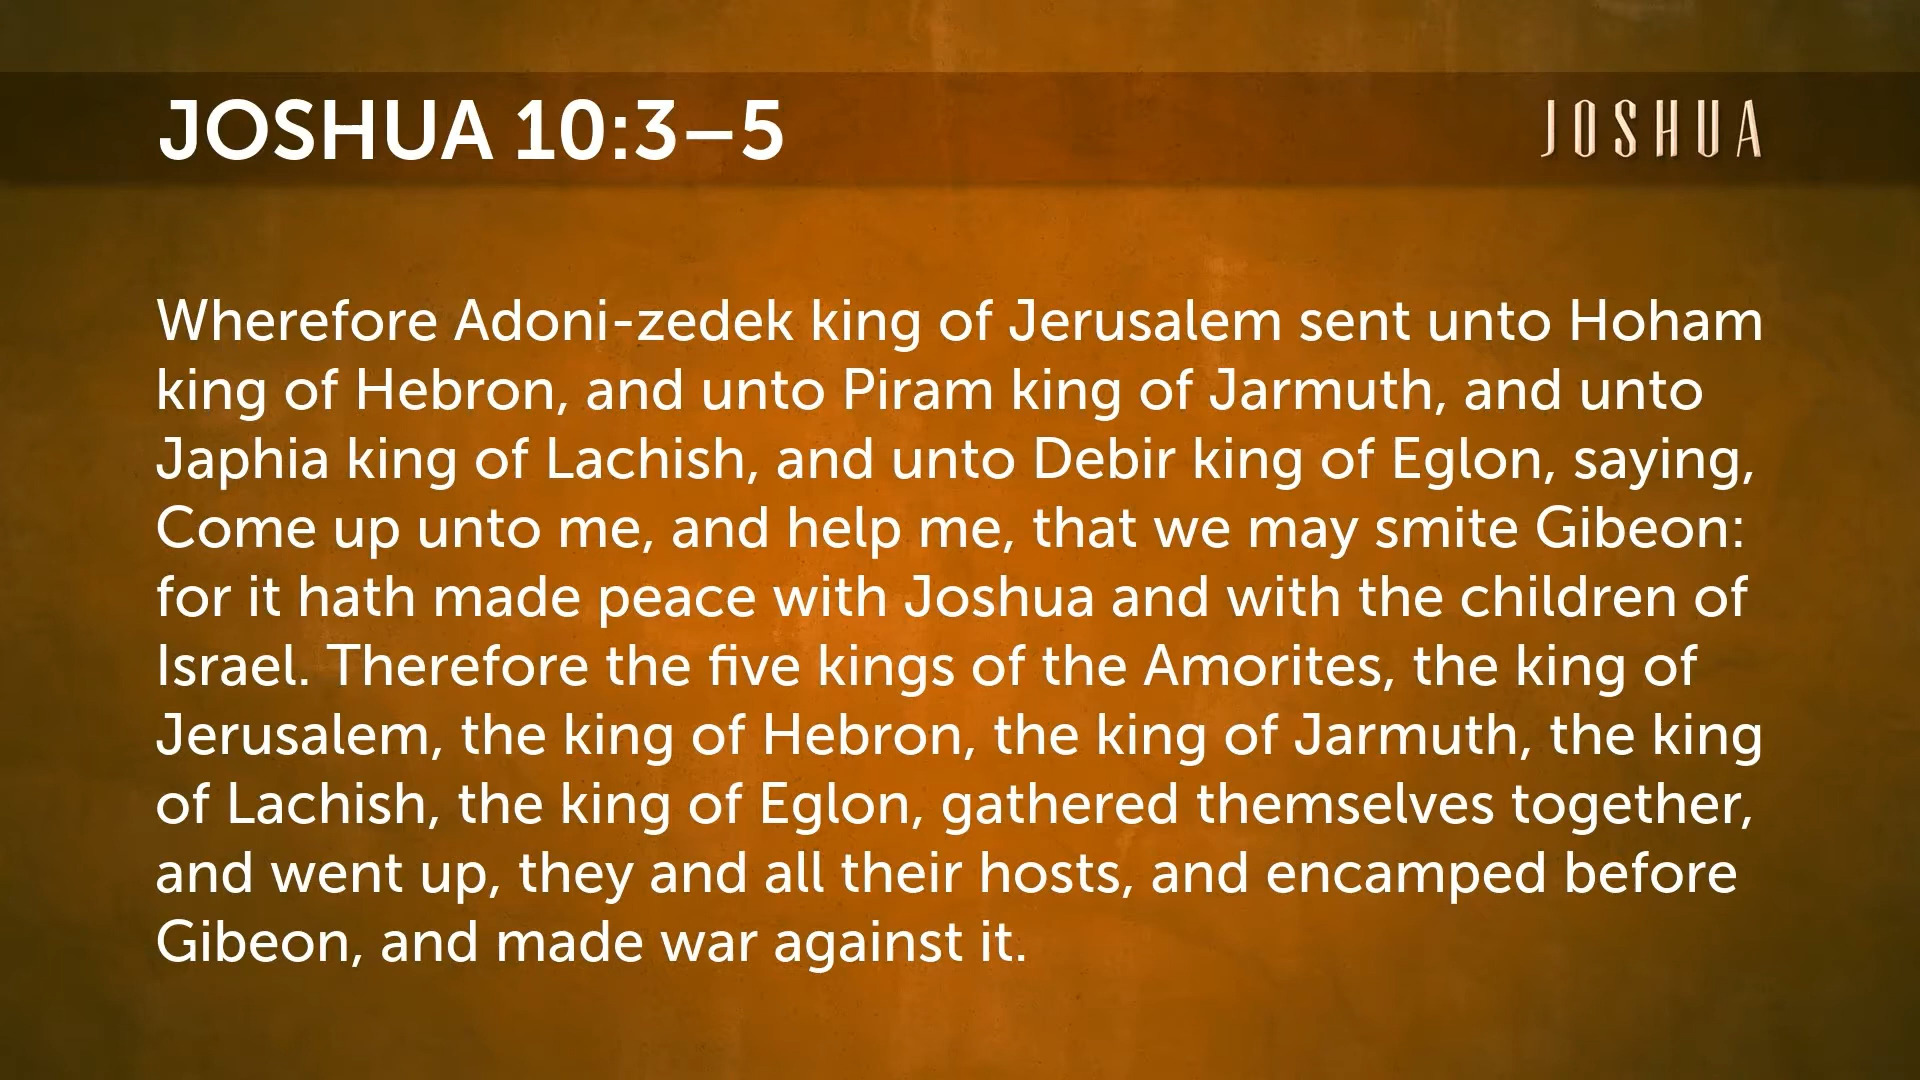 JOSHUA 10:3–5
JOSHUA
Wherefore Adoni-zedek king of Jerusalem sent unto Hoham
king of Hebron, and unto Piram king of Jarmuth, and unto
Japhia king of Lachish, and unto Debir king of Eglon, saying,
Come up unto me, and help me, that we may smite Gibeon:
for it hath made peace with Joshua and with the children of
Israel. Therefore the five kings of the Amorites, the king of
Jerusalem, the king of Hebron, the king of Jarmuth, the king
of Lachish, the king of Eglon, gathered themselves together,
and went up, they and all their hosts, and encamped before
Gibeon, and made war against it.